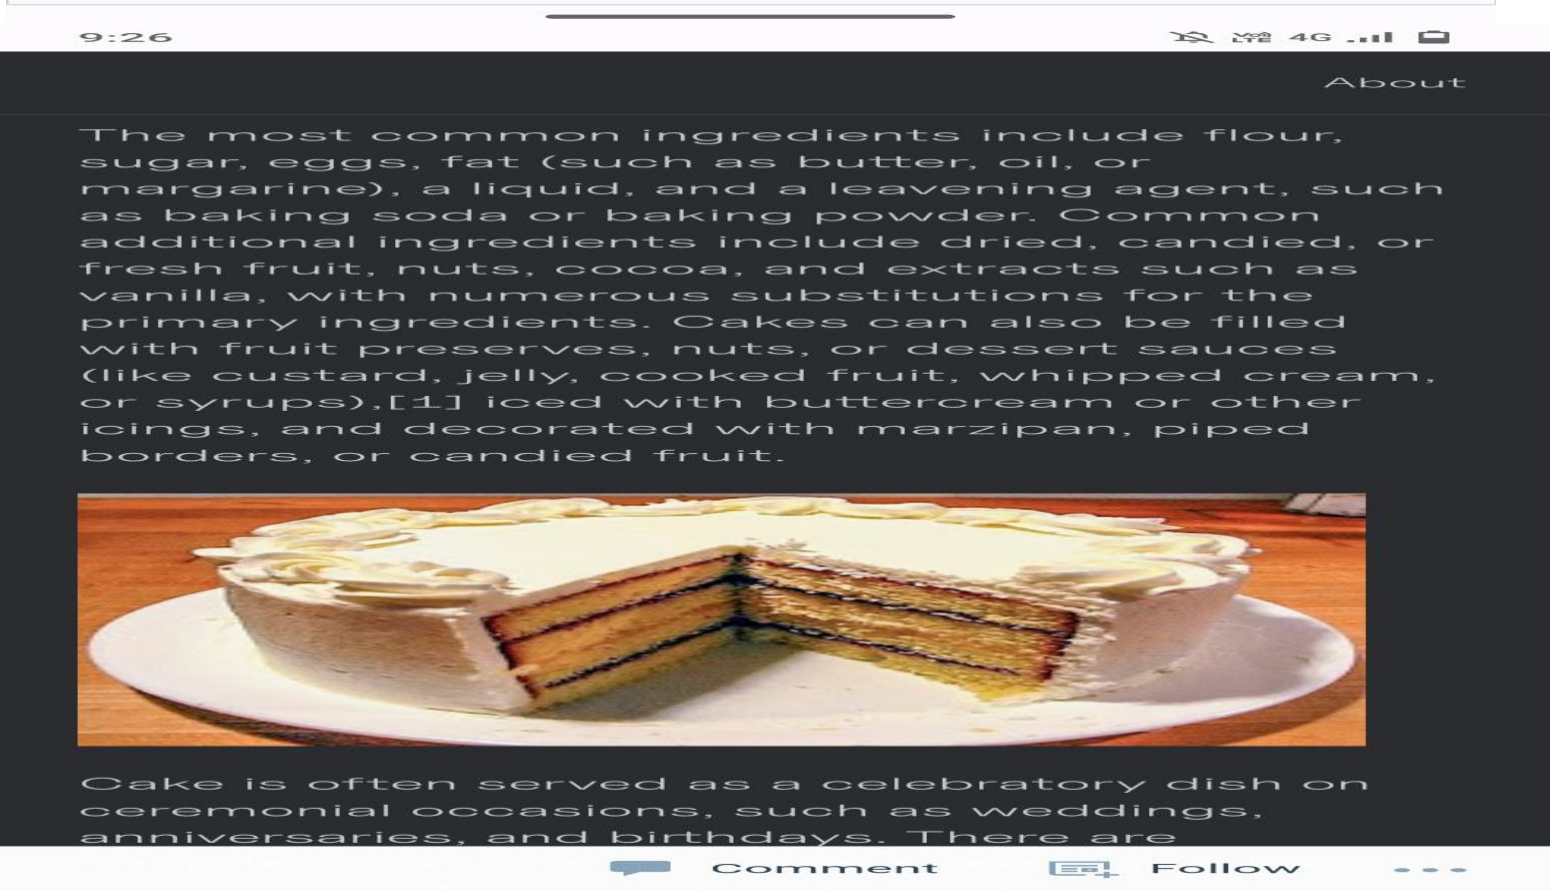 9:26
Vo) LTE 4G
About
The most common ingredients include flour,
sugar, eggs, fat (such as butter, oil, or
margarine), a liquid, and a leavening agent, such
as baking soda or baking powder. Common
additional ingredients include dried, candied, or
fresh fruit, nuts, cocoa, and extracts such as
vanilla, with numerous substitutions for the
primary ingredients. Cakes can also be filled
with fruit preserves, nuts, or dessert sauces
(like custard, jelly, cooked fruit, whipped cream,
or syrups),[1] iced with buttercream or other
icings, and decorated with marzipan, piped
borders, or candied fruit.
Cake is often served as a celebratory dish on
ceremonial occasions, such as weddings,
anniversaries, and birthdays. There are
Comment Follow